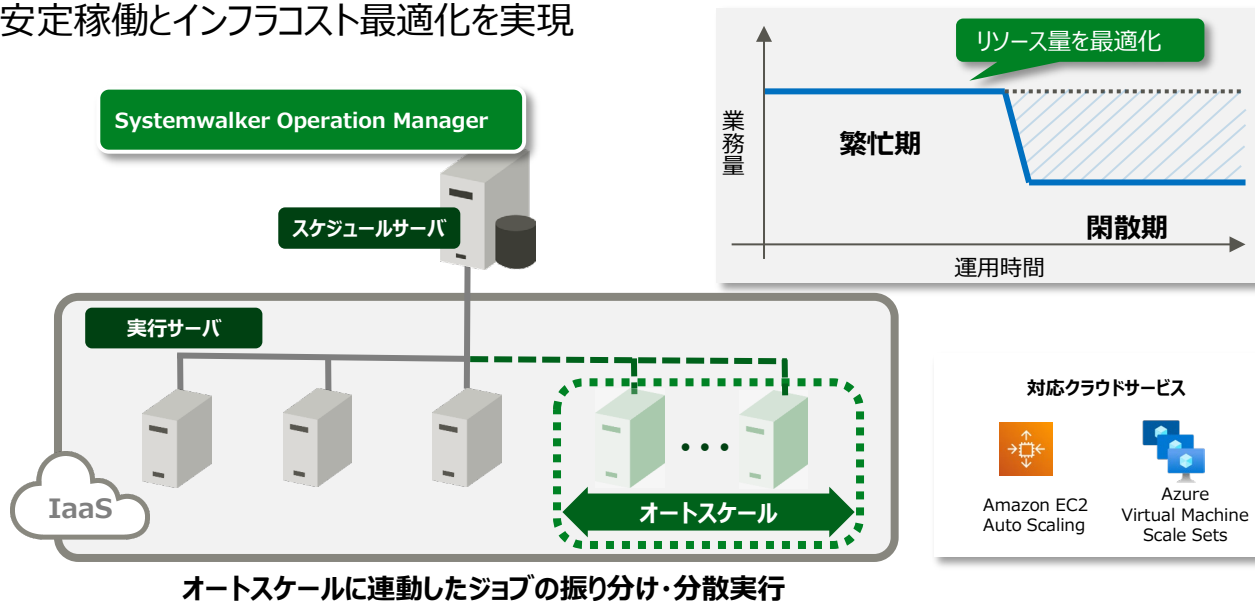 安定稼働とインフラコスト最適化を実現
Systemwalker Operation Manager
スケジュールサーバ
実行サーバ
IaaS
・・・
オートスケール
オートスケールに連動したジョブの振り分け・分散実行
リソース量を最適化
業務量
繁忙期
閑散期
運用時間
対応クラウドサービス
Amazon EC2
Auto Scaling
Azure
Virtual Machine
Scale Sets